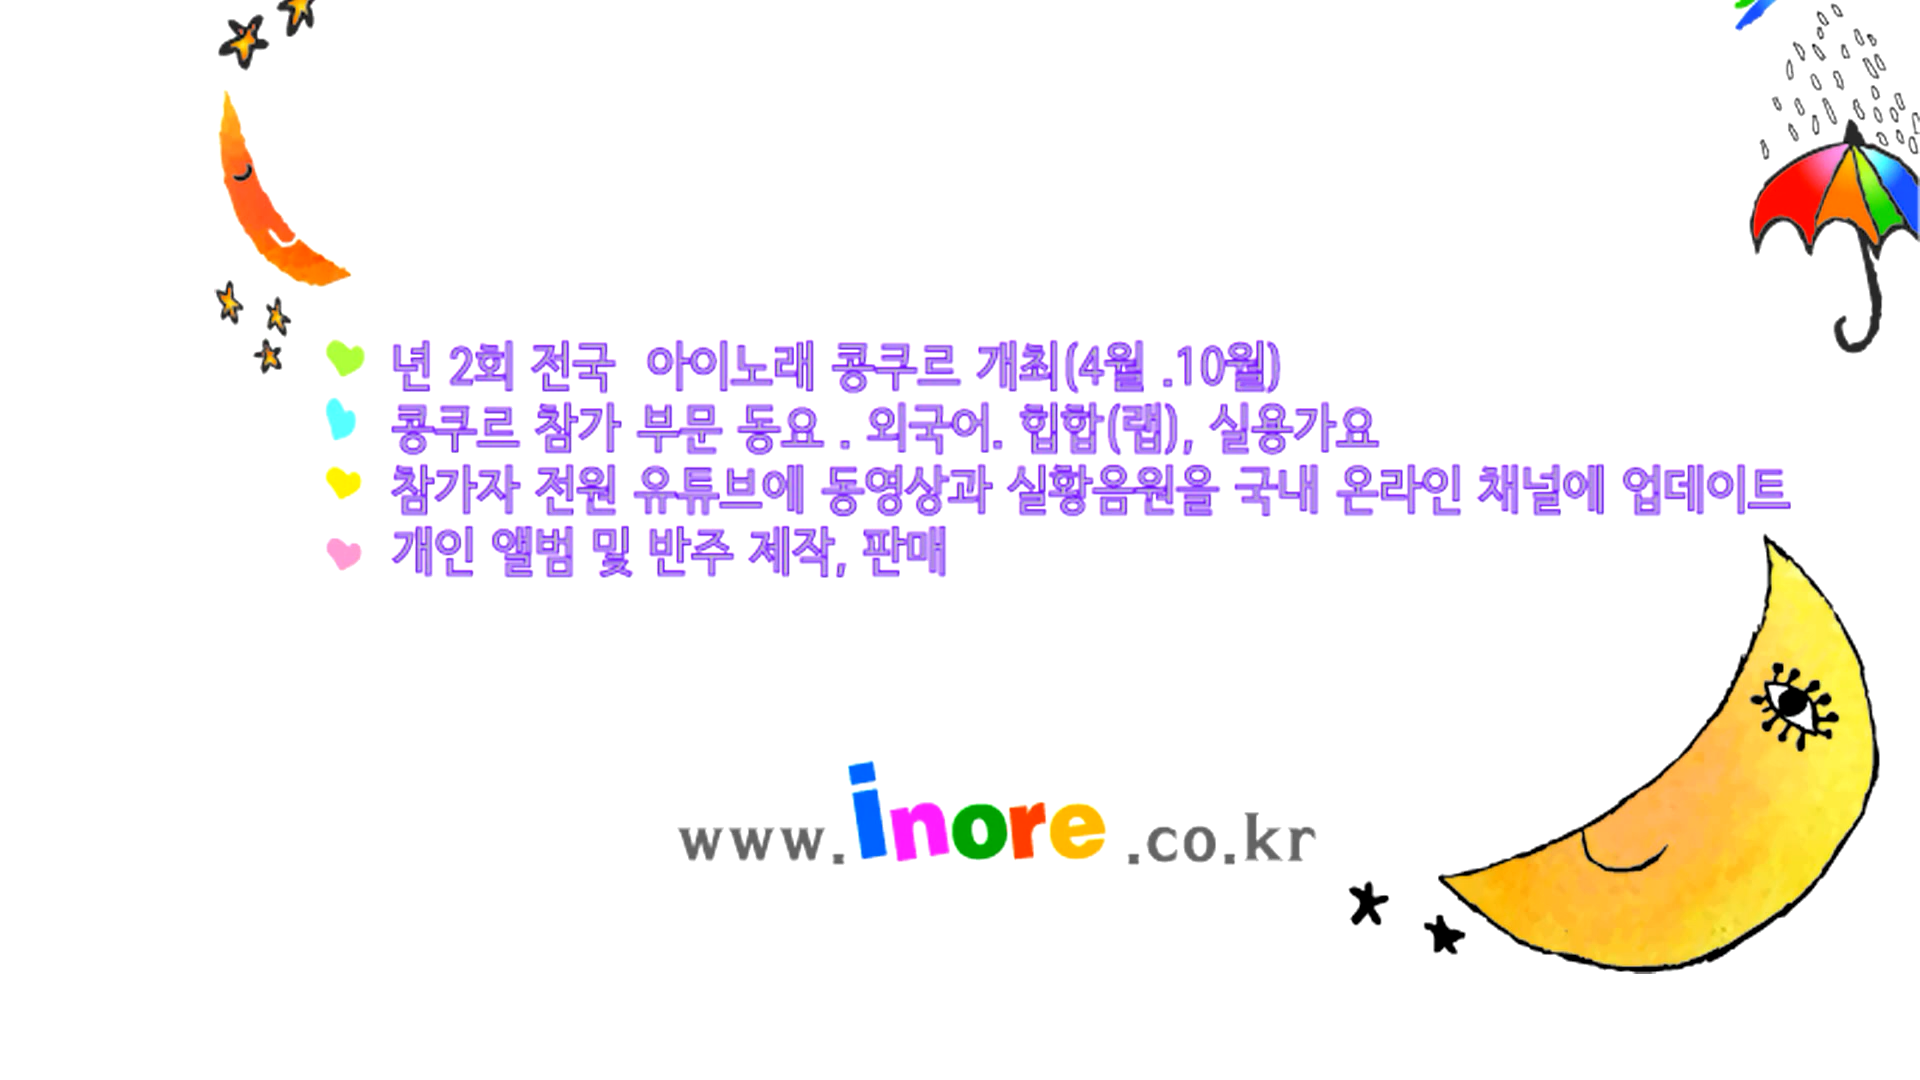 년 2회 전국 아이노래 콩쿠르 개최(4월 .10월)
콩쿠르 참가 부문 동요 . 외국어. 힙합(랩), 실용가요
참가자 전원 유튜브에 동영상과 실황음원을 국내 온라인 채널에 업데이트
개인 앨범 및 반주 제작, 판매
www.inore.co.kr